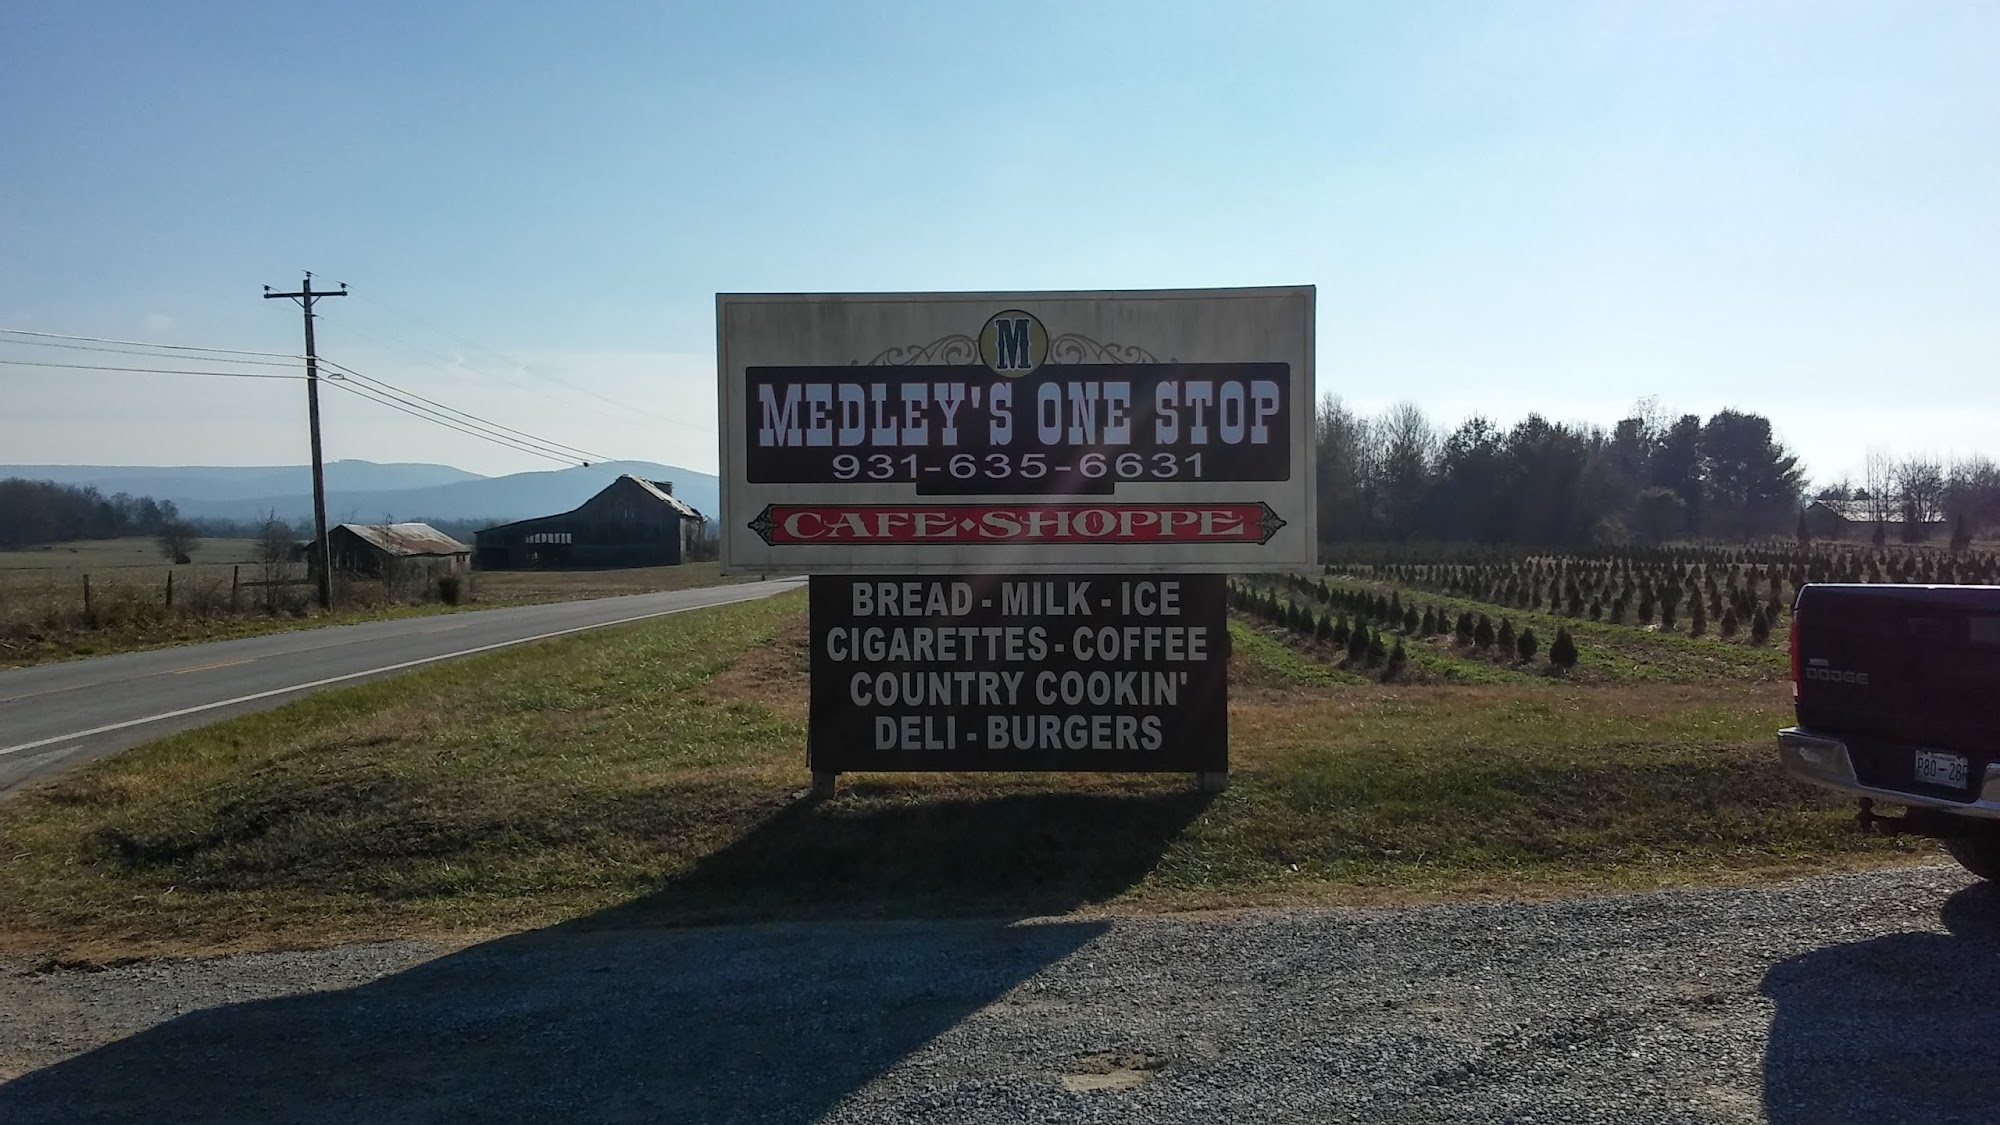 M
MEDLEY'S ONE STOP
931-635-6631
CAFE • SHOPPE
BREAD - MILK - ICE
CIGARETTES - COFFEE
COUNTRY COOKIN'
DELI - BURGERS
DODGE